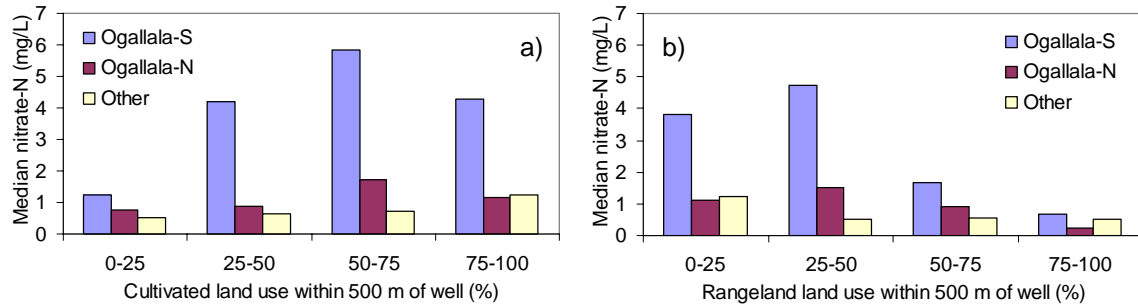 Median nitrate-N (mg/L)
7
6
5
4
3
2
1
0
Ogallala-S
Ogallala-N
Other
a)
0-25 25-50 50-75 75-100
Cultivated land use within 500 m of well (%)
Median nitrate-N (mg/L)
7
6
5
4
3
2
1
0
b)
Ogallala-S
Ogallala-N
Other
0-25 25-50 50-75 75-100
Rangeland land use within 500 m of well (%)